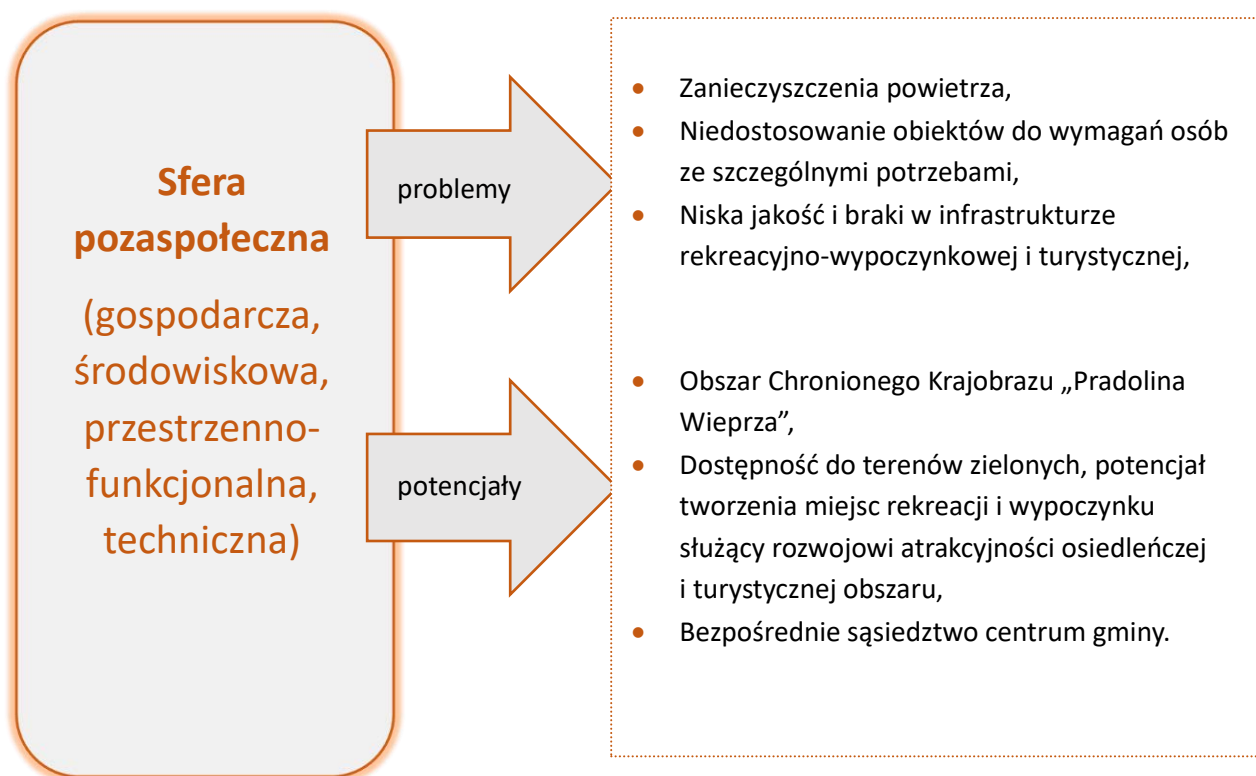 Sfera
pozaspołeczna
(gospodarcza,
środowiskowa,
przestrzenno-
funkcjonalna,
techniczna)
problemy
• Zanieczyszczenia powietrza,
• Niedostosowanie obiektów do wymagań osób
ze szczególnymi potrzebami,
• Niska jakość i braki w infrastrukturze
rekreacyjno-wypoczynkowej i turystycznej,
potencjały
• Obszar Chronionego Krajobrazu „Pradolina
Wieprza”,
• Dostępność do terenów zielonych, potencjał
tworzenia miejsc rekreacji i wypoczynku
służący rozwojowi atrakcyjności osiedleńczej
i turystycznej obszaru,
• Bezpośrednie sąsiedztwo centrum gminy.